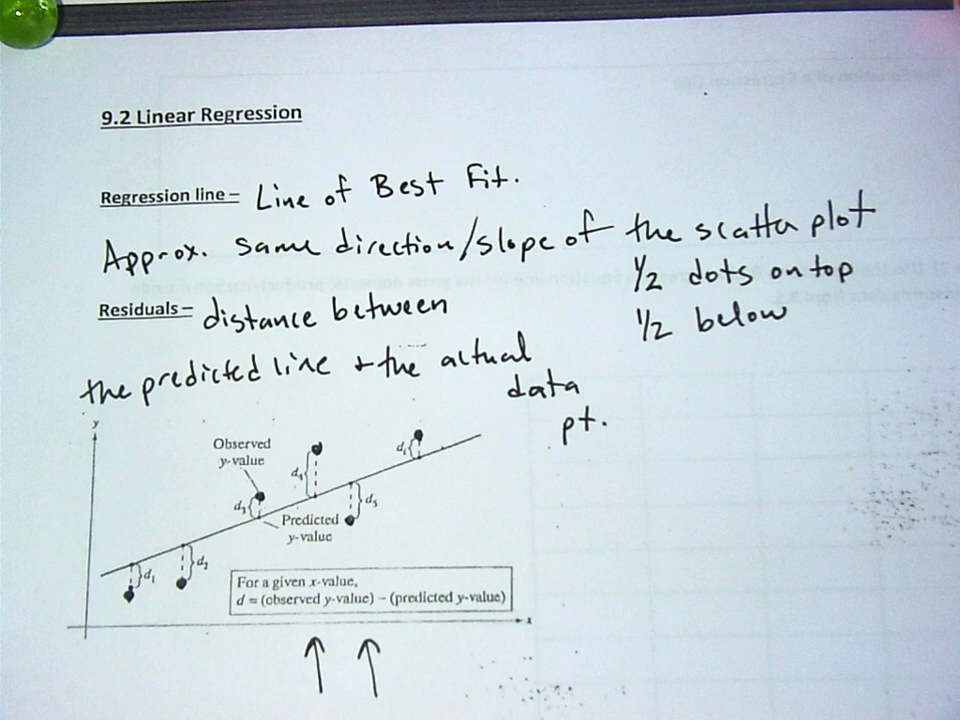 9.2 Linear Regression
Regression line – Line of Best Fit.
Approx. same direction/slope of the scatter plot
1/2 dots on top
1/2 below
Residuals – distance between
the predicted line + the actual
data
pt.
y
Observed
y-value
d4
di
d3
d5
Predicted
y-value
d1
d2
For a given x-value,
d = (observed y-value) – (predicted y-value)
x